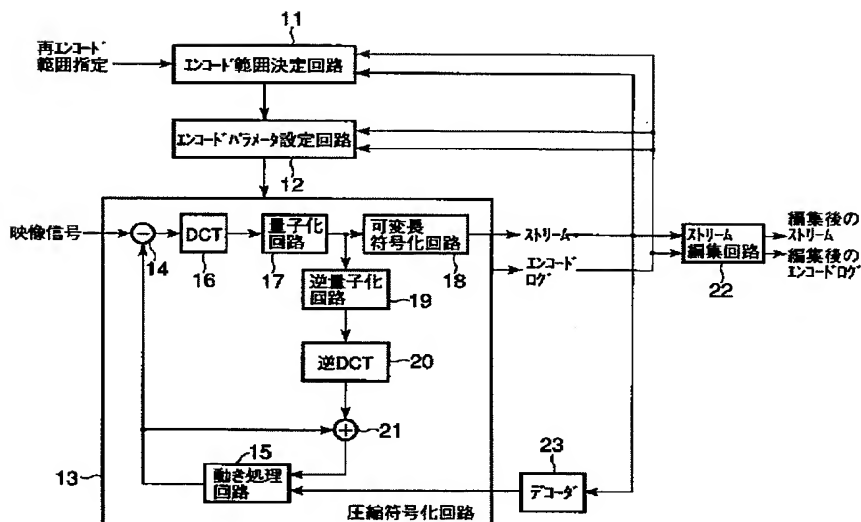 11
再エンコード
範囲指定
エンコード範囲決定回路
エンコードパラメータ設定回路
12
映像信号
−
14
DCT
16
量子化
回路
17
可変長
符号化回路
18
ストリーム
エンコード
ログ
ストリーム
編集回路
22
編集後の
ストリーム
編集後の
エンコードログ
逆量子化
回路
19
逆DCT
20
+
21
15
動き処理
回路
13
圧縮符号化回路
23
デコーダ